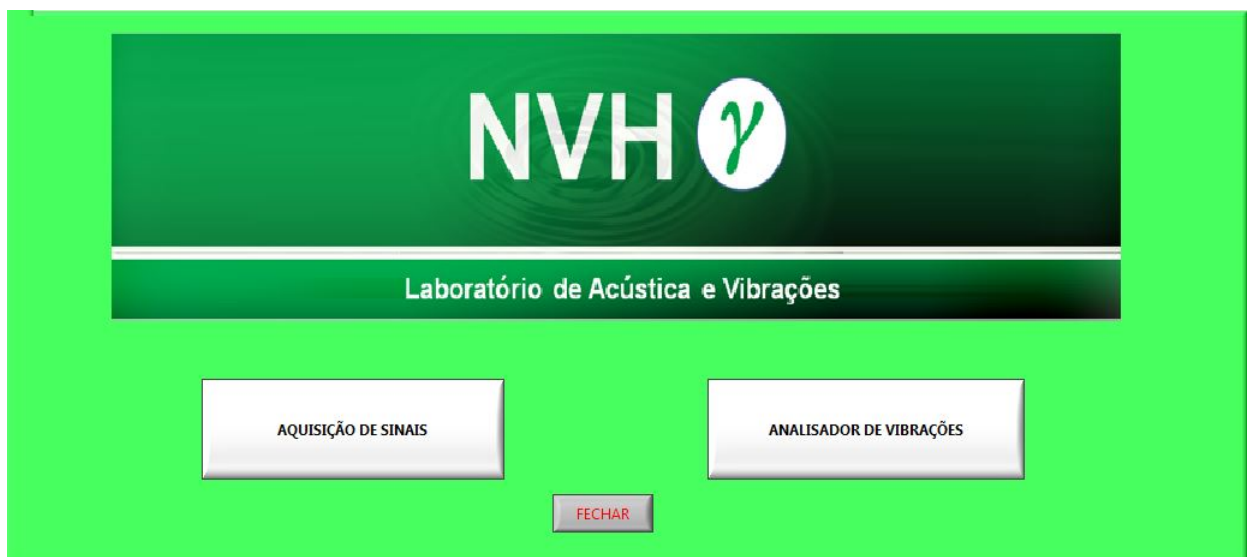 NVH γ
Laboratório de Acústica e Vibrações
AQUISIÇÃO DE SINAIS
ANALISADOR DE VIBRAÇÕES
FECHAR